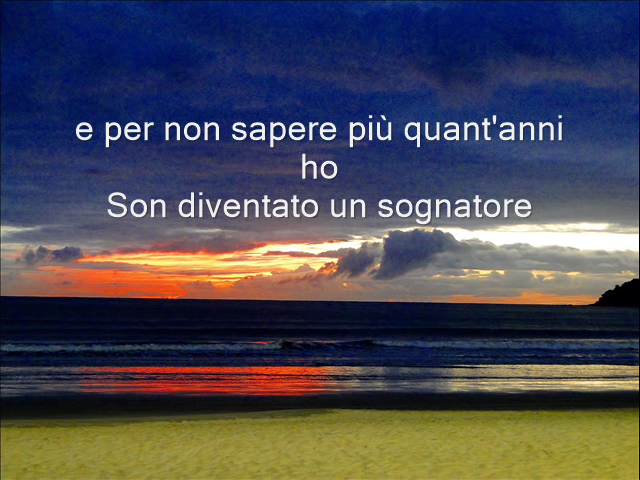 e per non sapere più quant'anni
ho
Son diventato un sognatore